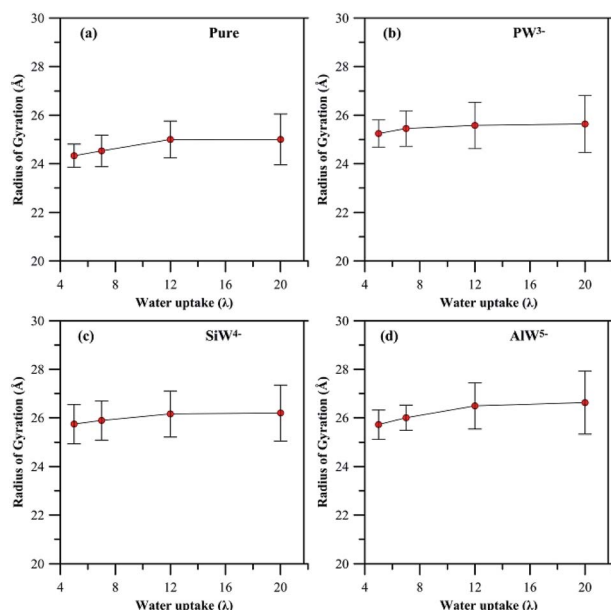 (a) Pure
Radius of Gyration (Å)
30
28
26
24
22
20
4 8 12 16 20
Water uptake (λ)
(b) PW³⁻
Radius of Gyration (Å)
30
28
26
24
22
20
4 8 12 16 20
Water uptake (λ)
(c) SiW⁴⁻
Radius of Gyration (Å)
30
28
26
24
22
20
4 8 12 16 20
Water uptake (λ)
(d) AlW⁵⁻
Radius of Gyration (Å)
30
28
26
24
22
20
4 8 12 16 20
Water uptake (λ)